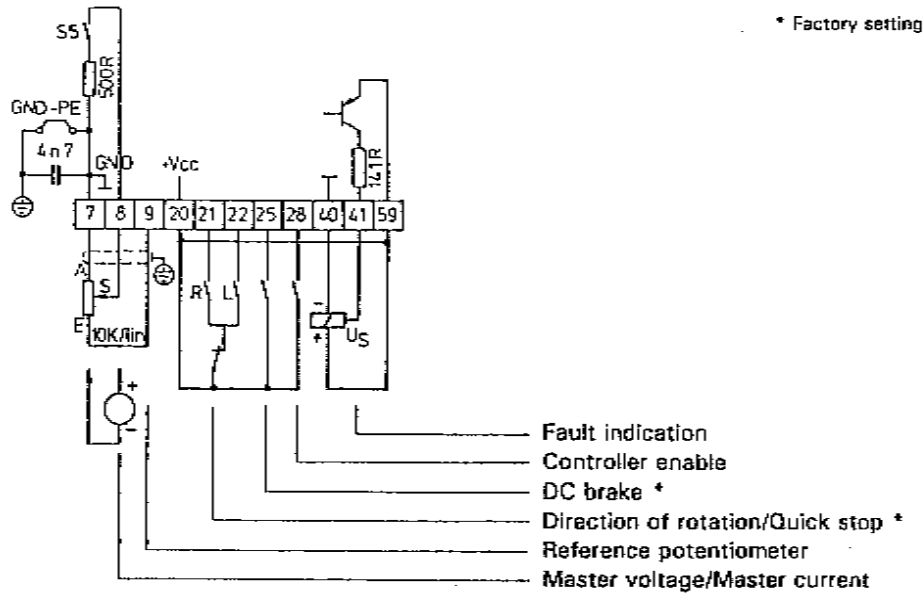 * Factory setting
S5
500R
GND-PE
4n7
GND
+Vcc
141R
7 8 9 20 21 22 25 28 40 41 59
A
S
R L
E
10K/lin
-
+
US
+
-
Fault indication
Controller enable
DC brake *
Direction of rotation/Quick stop *
Reference potentiometer
Master voltage/Master current